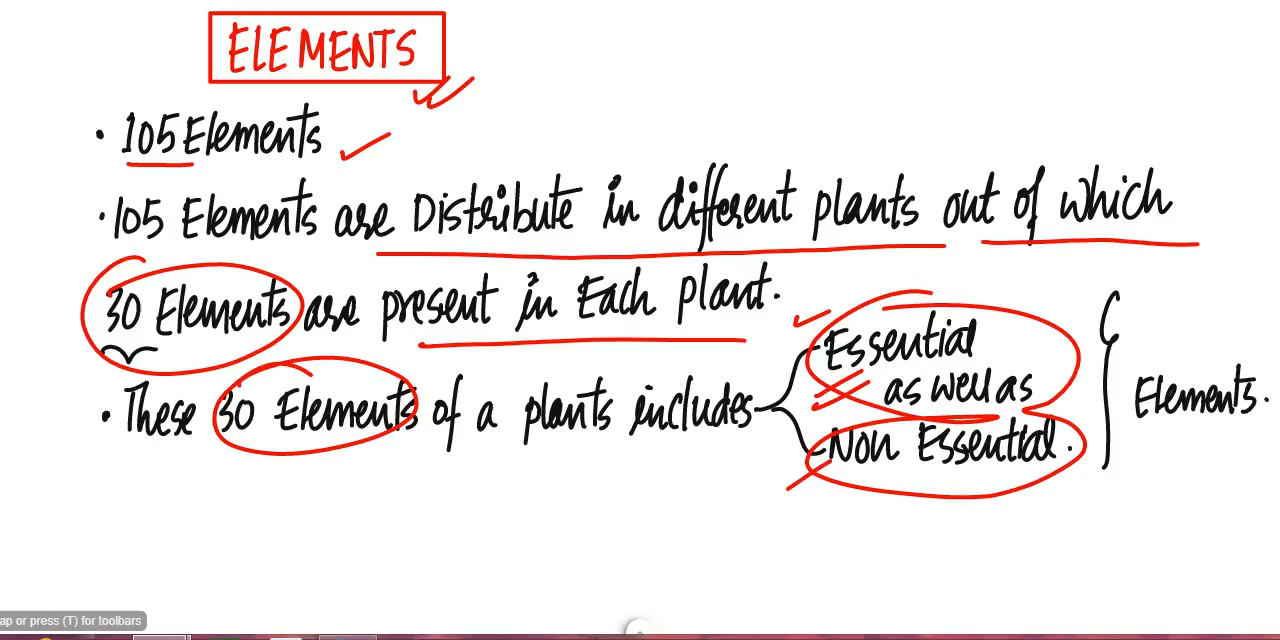 ELEMENTS
• 105 Elements
• 105 Elements are Distribute in different plants out of which
30 Elements are present in Each plant.
• These 30 Elements of a plants includes
Essential
as well as
Non Essential.
Elements.
ap or press (T) for toolbars